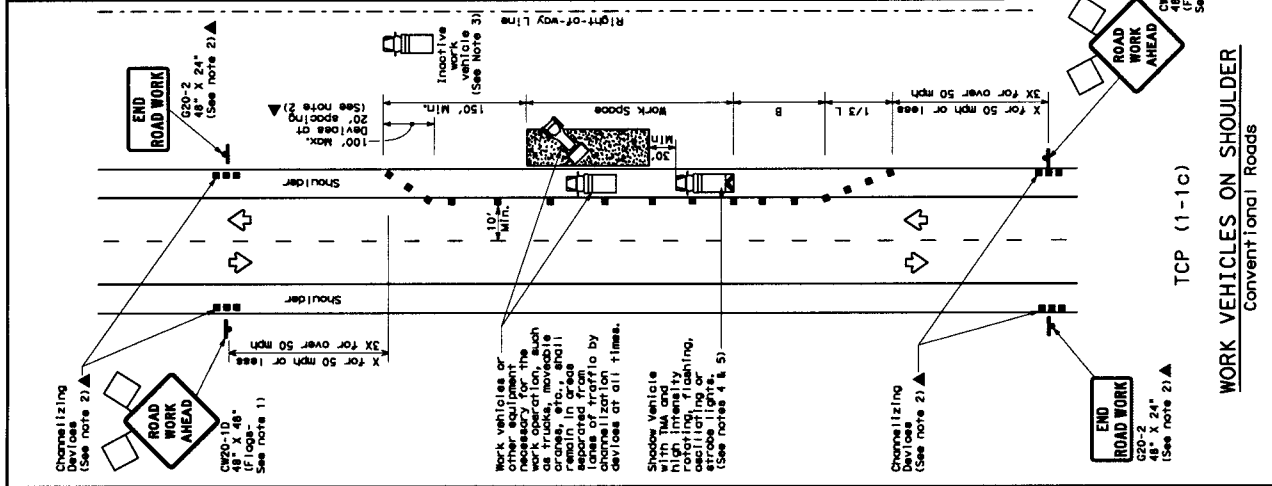 Channelizing
Devices
(See note 2)▲
ROAD
WORK
AHEAD
CW20-1D
48" X 48"
(Flags-
See note 1)
X for 50 mph or less
3X for over 50 mph
Shoulder
Shoulder
END
ROAD WORK
G20-2
48" X 24"
(See note 2)▲
Right-of-way Line
Inactive
work
vehicle
(See Note 3)
100' Max.
Devices at
20' spacing
(See note 2)▲
150' Min.
Work Space
30'
Min
B
1/3 L
X for 50 mph or less
3X for over 50 mph
10'
Min.
Work vehicles or
other equipment
necessary for the
work operation, such
as trucks, moveable
cranes, etc., shall
remain in areas
separated from
lanes of traffic by
channelization
devices at all times.
Shadow Vehicle
with TMA and
high intensity
rotating, flashing,
oscillating or
strobe lights.
(See notes 4 & 5)
Channelizing
Devices
(See note 2)▲
END
ROAD WORK
G20-2
48" X 24"
(See note 2)▲
ROAD
WORK
AHEAD
TCP (1-1c)
WORK VEHICLES ON SHOULDER
Conventional Roads